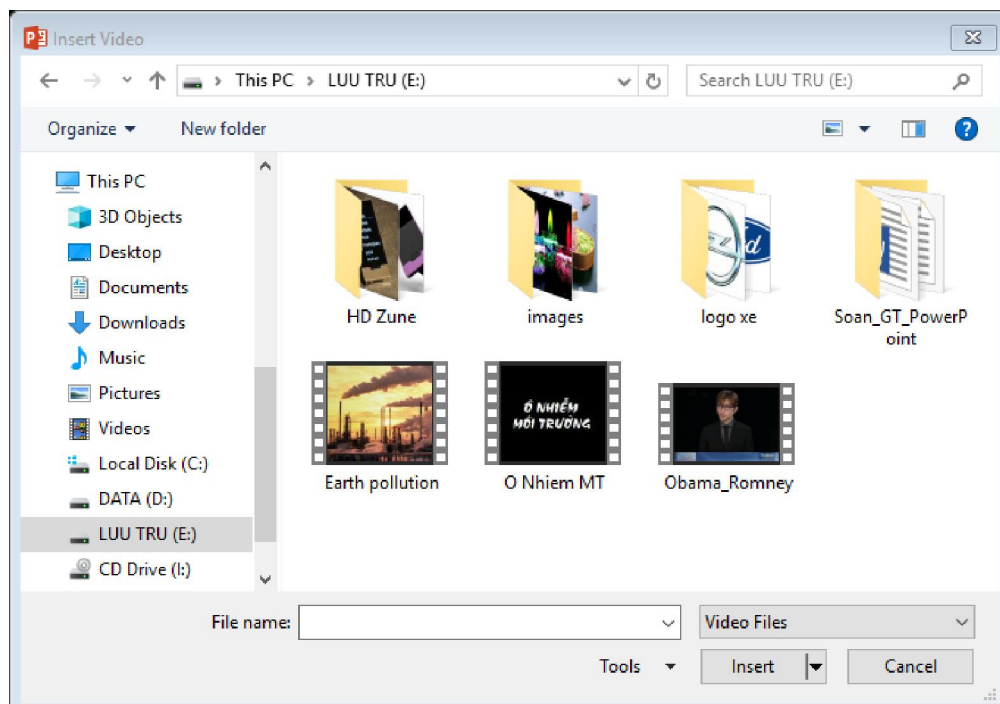 Insert Video
This PC > LUU TRU (E:)
Search LUU TRU (E:)
Organize
New folder
This PC
3D Objects
Desktop
Documents
Downloads
Music
Pictures
Videos
Local Disk (C:)
DATA (D:)
LUU TRU (E:)
CD Drive (I:)
HD Zune
images
logo xe
Soan_GT_PowerP
oint
Ô NHIỄM
MÔI TRƯỜNG
Earth pollution
O Nhiem MT
Obama_Romney
File name:
Video Files
Tools
Insert
Cancel